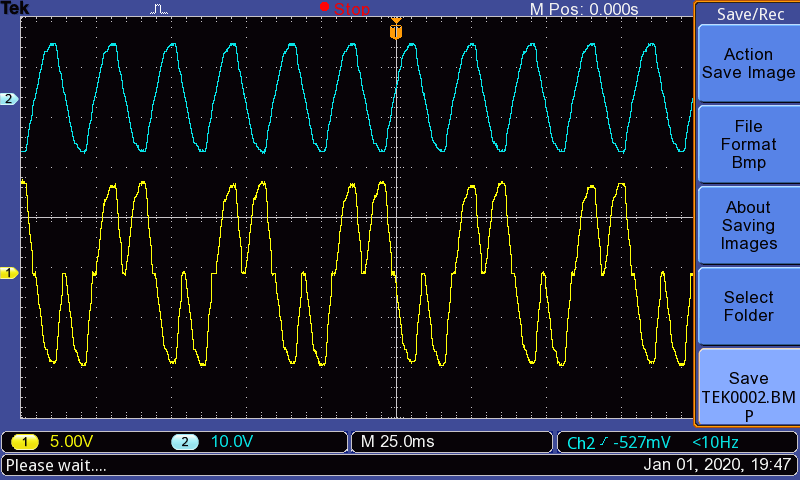 Tek Stop M Pos: 0.000s
Save/Rec
T
Action
Save Image
2
File
Format
Bmp
About
Saving
Images
1
Select
Folder
Save
TEK0002.BM
P
1 5.00V 2 10.0V M 25.0ms Ch2 -527mV <10Hz
Please wait.... Jan 01, 2020, 19:47